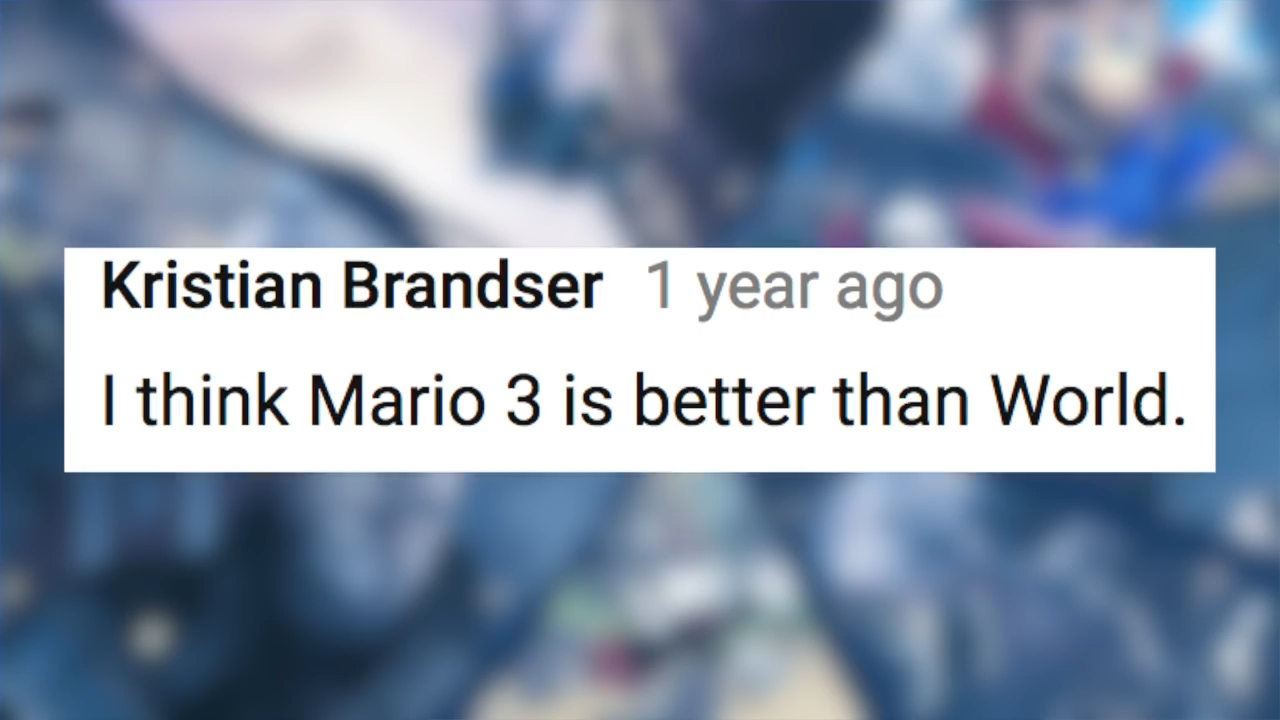 Kristian Brandser 1 year ago
I think Mario 3 is better than World.